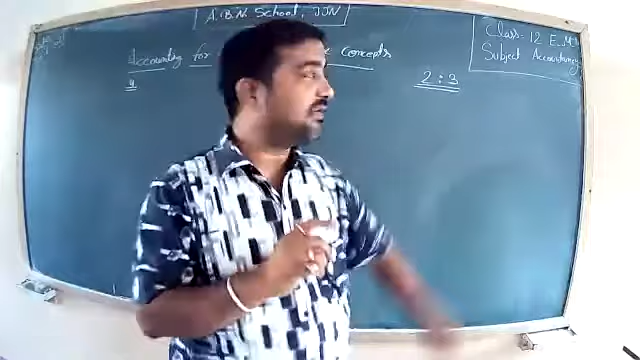 A.B.N. School, JJN
Class:- 12 E.M.
Subject Accountancy
Accounting for Concepts
2 : 3